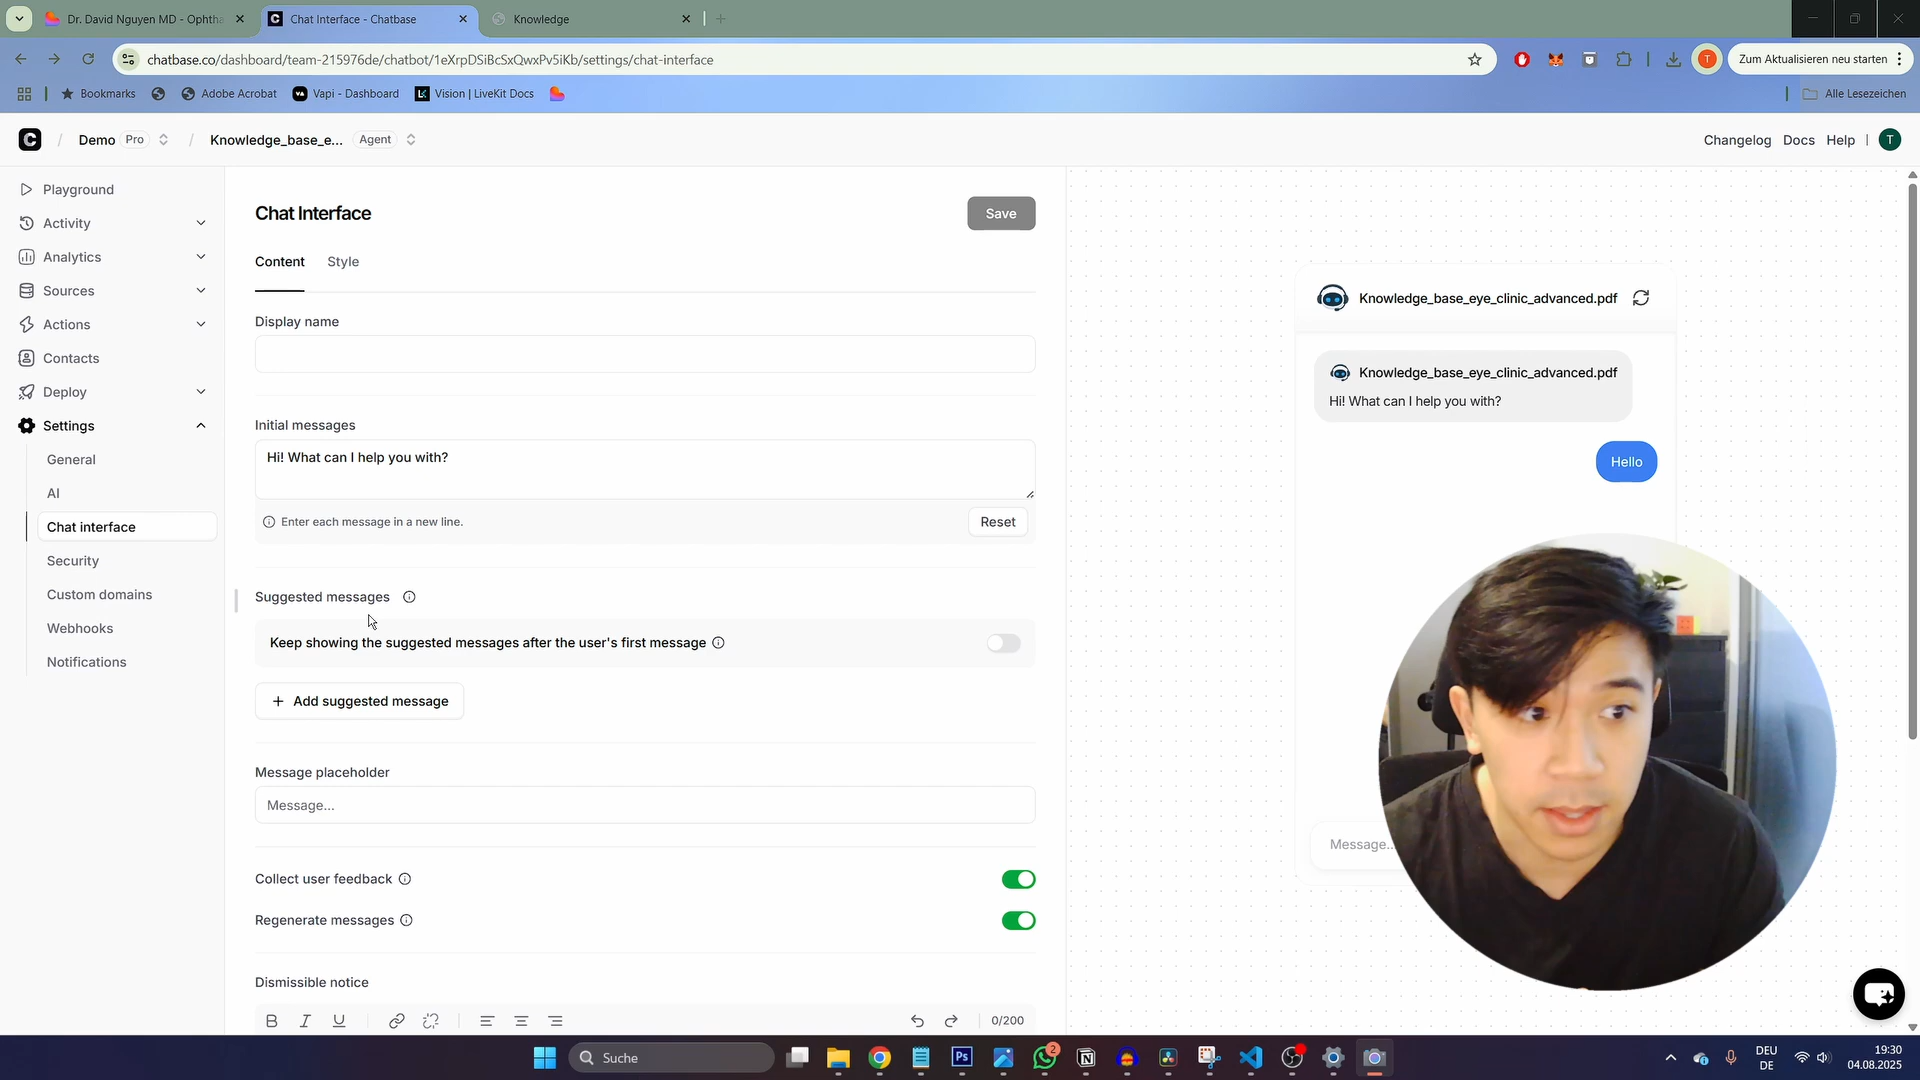 Dr. David Nguyen MD - Ophtha
Chat Interface - Chatbase
Knowledge
chatbase.co/dashboard/team-215976de/chatbot/1eXrpDSiBcSxQwxPv5iKb/settings/chat-interface
T
Zum Aktualisieren neu starten
Bookmarks
Adobe Acrobat
Vapi - Dashboard
Vision | LiveKit Docs
Alle Lesezeichen
C / Demo Pro / Knowledge_base_e... Agent
Changelog Docs Help | T
Playground
Activity
Analytics
Sources
Actions
Contacts
Deploy
Settings
General
AI
Chat interface
Security
Custom domains
Webhooks
Notifications
Chat Interface
Save
Content Style
Display name
Initial messages
Hi! What can I help you with?
Enter each message in a new line.
Reset
Suggested messages
Keep showing the suggested messages after the user's first message
+ Add suggested message
Message placeholder
Message...
Collect user feedback
Regenerate messages
Dismissible notice
B I U
0/200
Knowledge_base_eye_clinic_advanced.pdf
Knowledge_base_eye_clinic_advanced.pdf
Hi! What can I help you with?
Hello
Message...
Suche
Ps
2
DEU
DE
19:30
04.08.2025